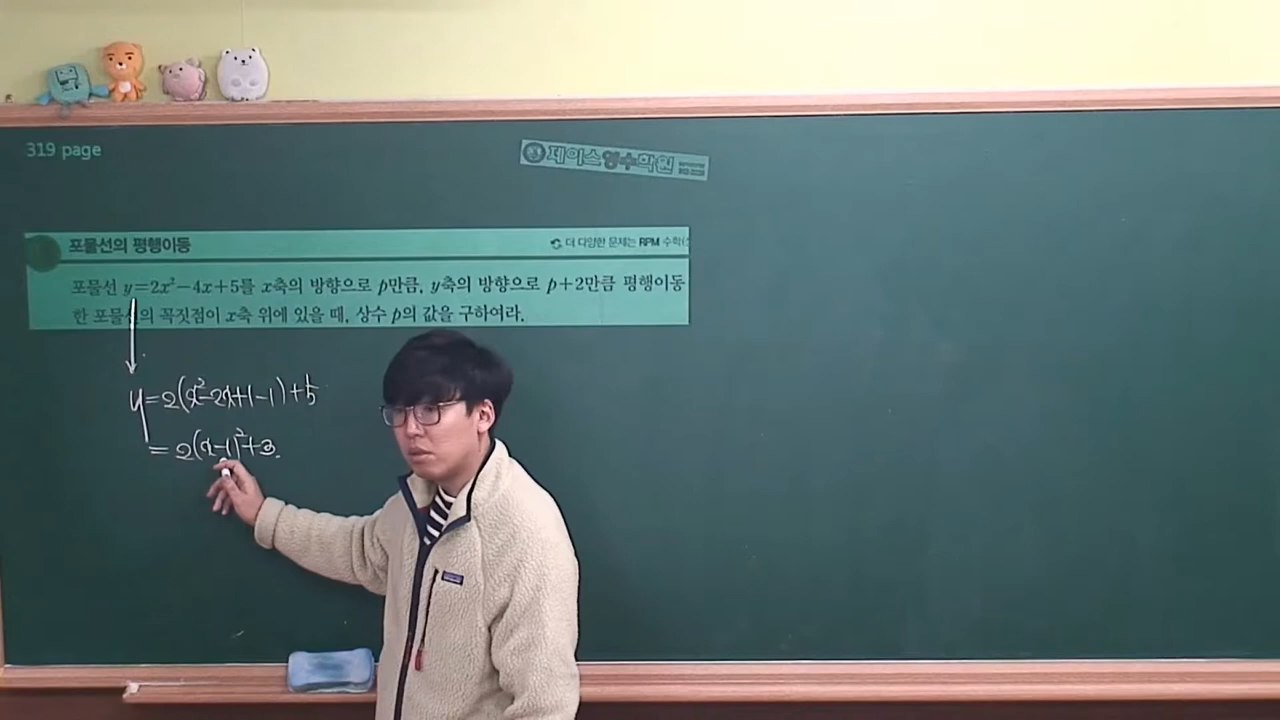 319 page
제이스영수학원
포물선의 평행이동
더 다양한 문제는 RPM 수학(
포물선 y=2x²-4x+5를 x축의 방향으로 p만큼, y축의 방향으로 p+2만큼 평행이동
한 포물선의 꼭짓점이 x축 위에 있을 때, 상수 p의 값을 구하여라.
y=2(x²-2x+1-1)+5
=2(x-1)²+3